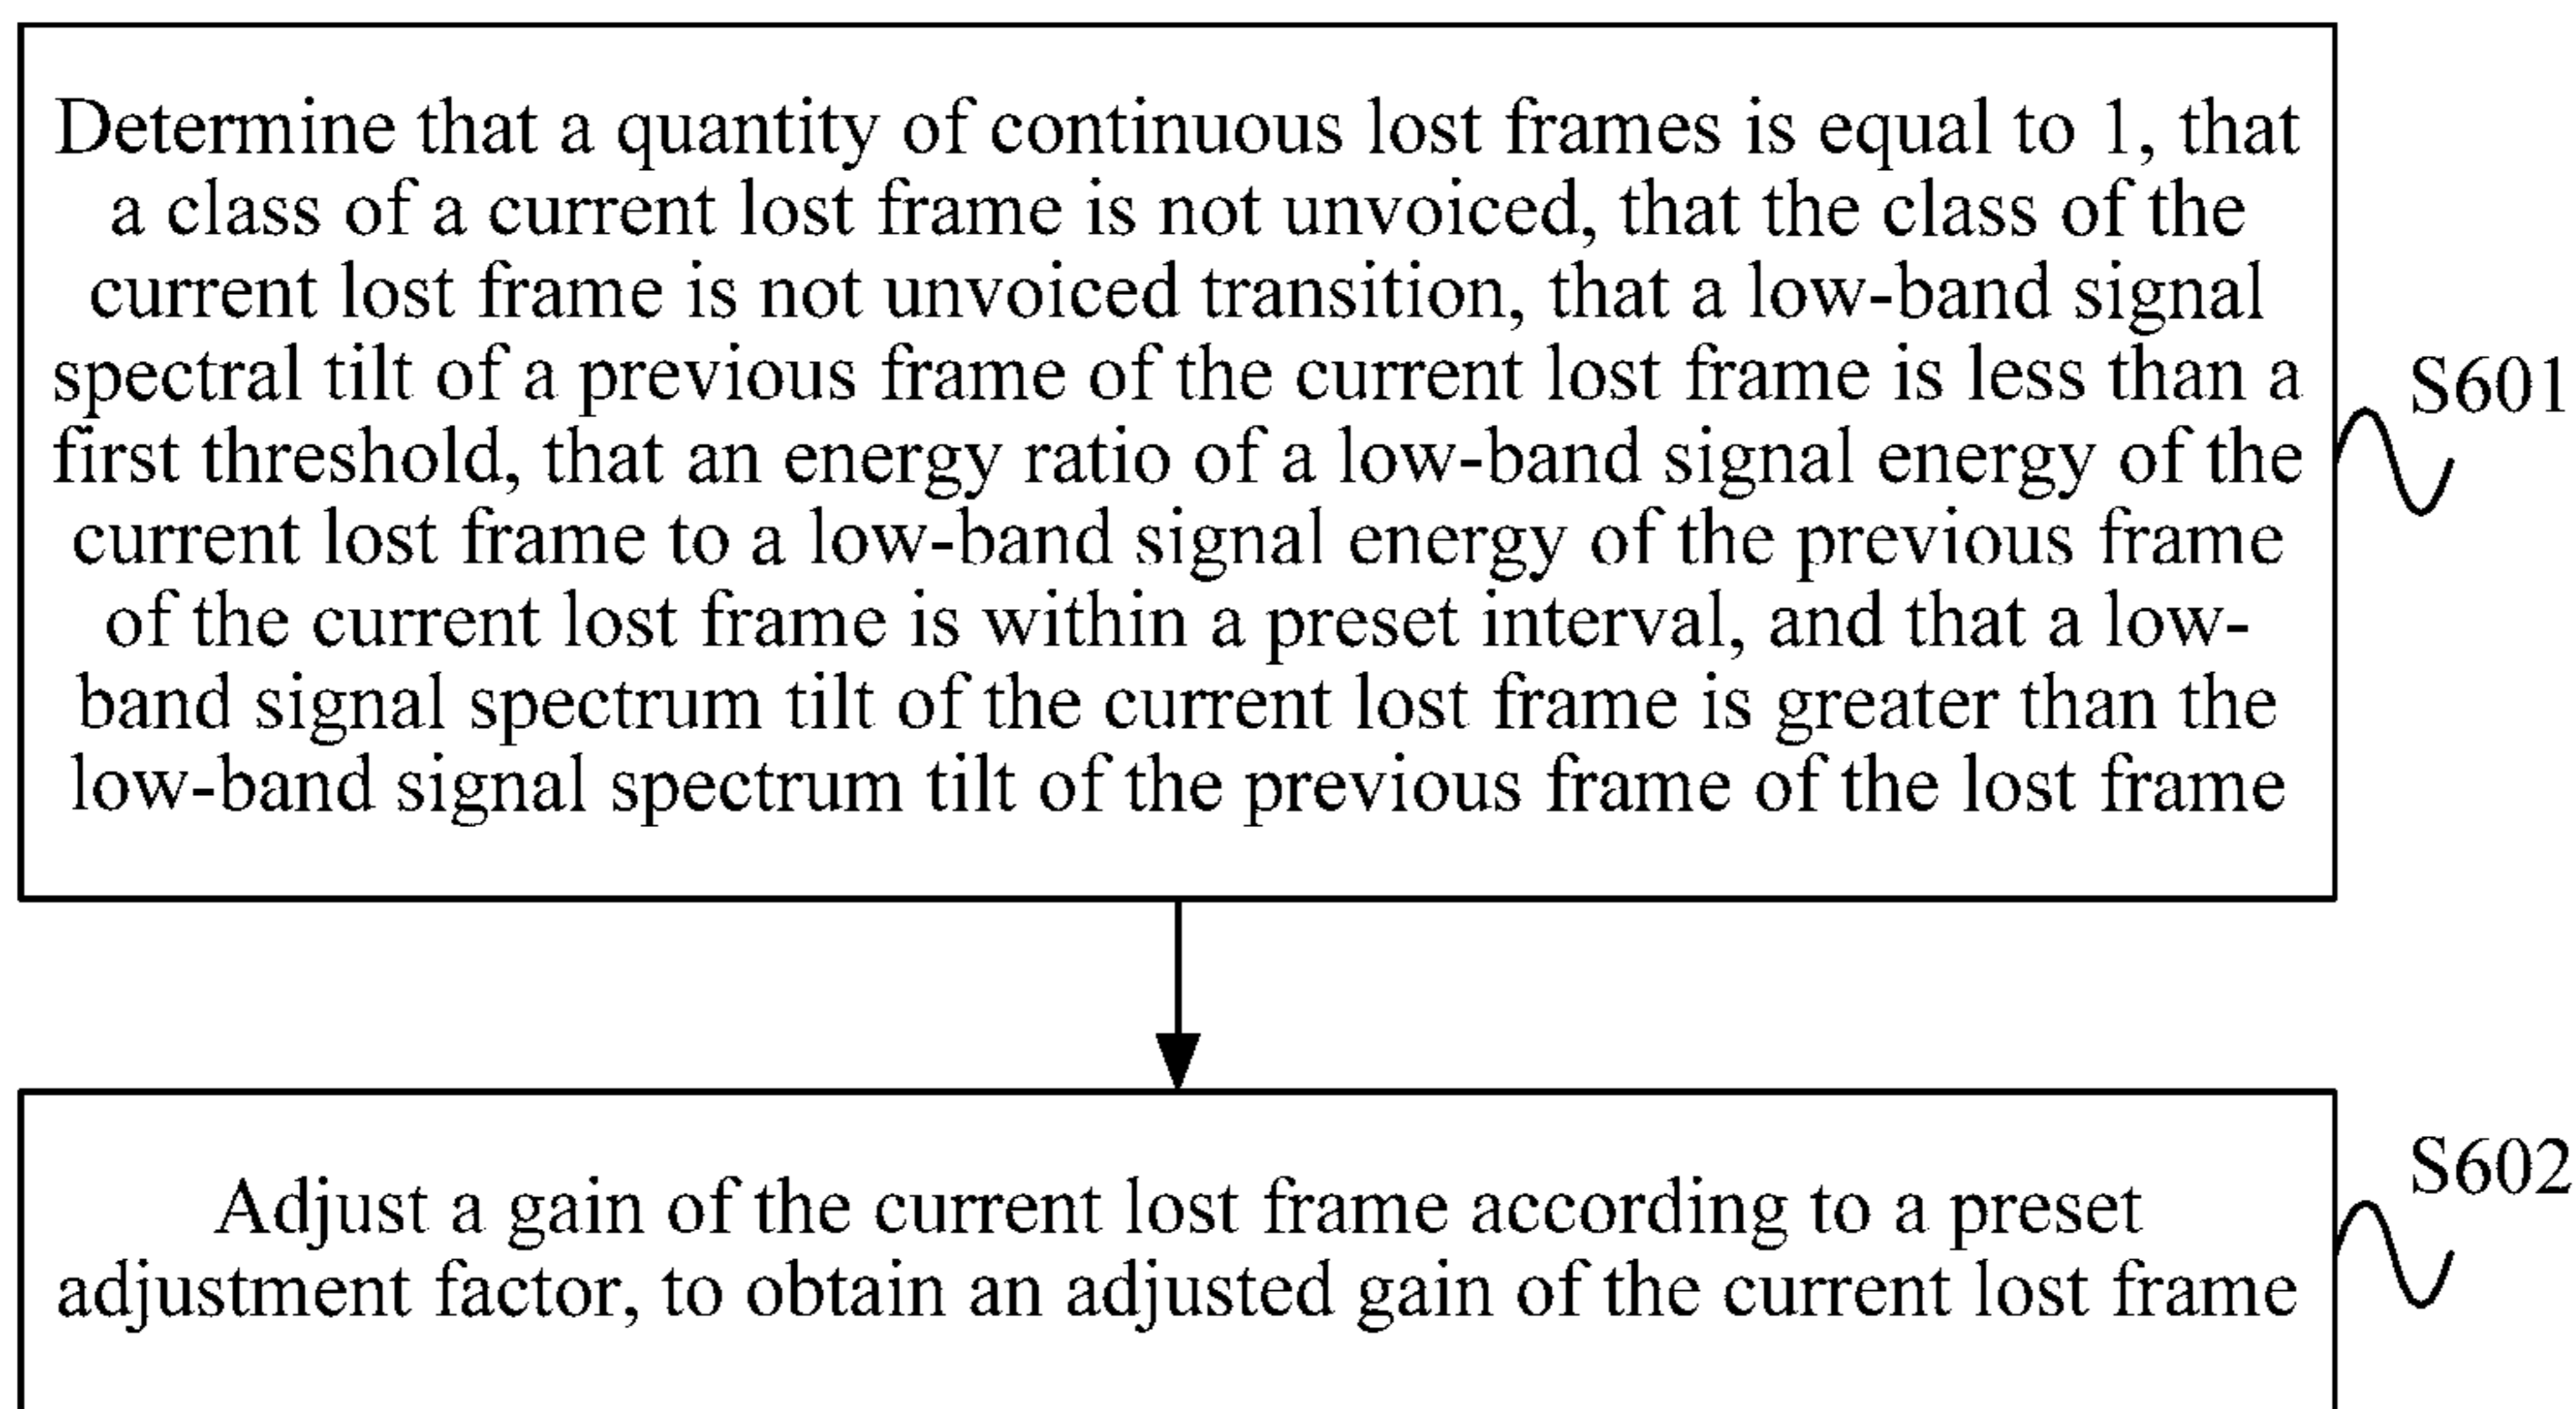 Determine that a quantity of continuous lost frames is equal to 1, that
a class of a current lost frame is not unvoiced, that the class of the
current lost frame is not unvoiced transition, that a low-band signal
spectral tilt of a previous frame of the current lost frame is less than a
first threshold, that an energy ratio of a low-band signal energy of the
current lost frame to a low-band signal energy of the previous frame
of the current lost frame is within a preset interval, and that a low-
band signal spectrum tilt of the current lost frame is greater than the
low-band signal spectrum tilt of the previous frame of the lost frame
S601
Adjust a gain of the current lost frame according to a preset
adjustment factor, to obtain an adjusted gain of the current lost frame
S602